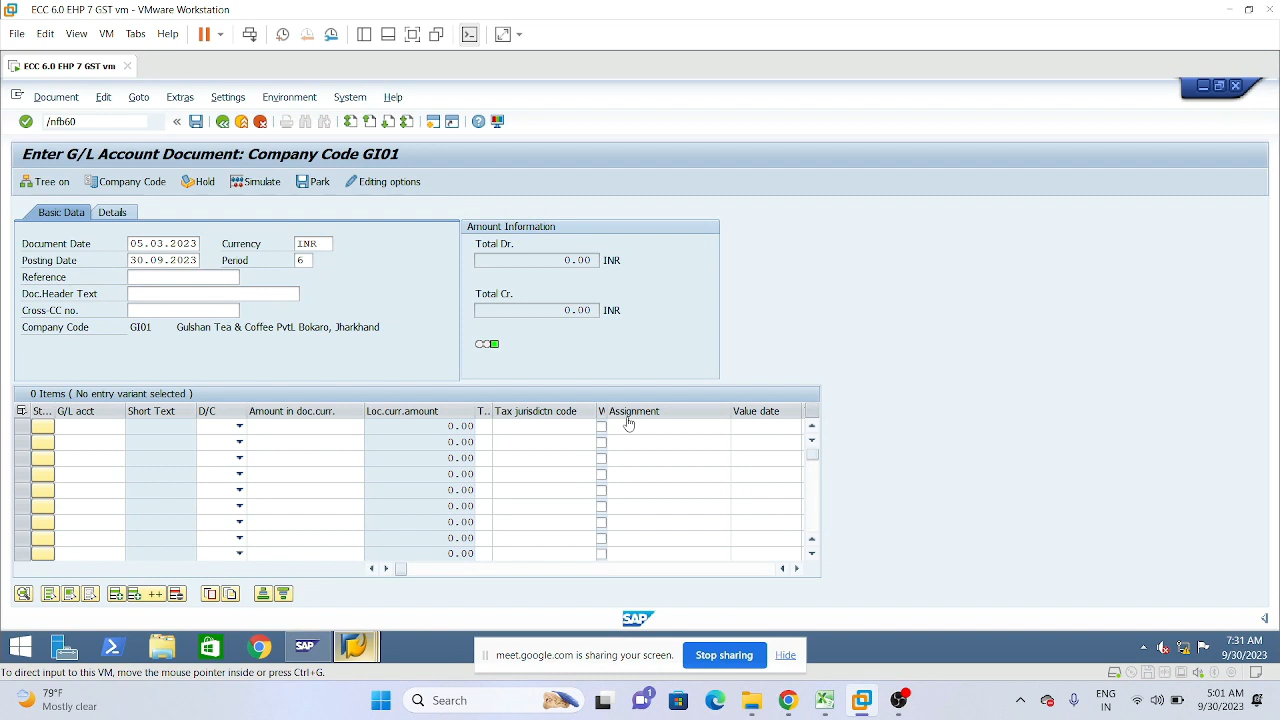 ECC 6.0 EHP 7 GST vm - VMware Workstation
File Edit View VM Tabs Help
ECC 6.0 EHP 7 GST vm
Document Edit Goto Extras Settings Environment System Help
/nfb60
Enter G/L Account Document: Company Code GI01
Tree on Company Code Hold Simulate Park Editing options
Basic Data Details
Amount Information
Document Date 05.03.2023 Currency INR
Total Dr.
Posting Date 30.09.2023 Period 6
0.00 INR
Reference
Doc.Header Text
Total Cr.
Cross-CC no.
0.00 INR
Company Code GI01 Gulshan Tea & Coffee Pvtl. Bokaro, Jharkhand
0 Items ( No entry variant selected )
St... G/L acct Short Text D/C Amount in doc.curr. Loc.curr.amount T.. Tax jurisdictn code W Assignment Value date
0.00
0.00
0.00
0.00
0.00
0.00
0.00
0.00
0.00
SAP
SAP
7:31 AM
meet.google.com is sharing your screen. Stop sharing Hide
9/30/2023
To direct input to this VM, move the mouse pointer inside or press Ctrl+G.
79°F
Mostly clear
Search
1
ENG
IN
5:01 AM
9/30/2023